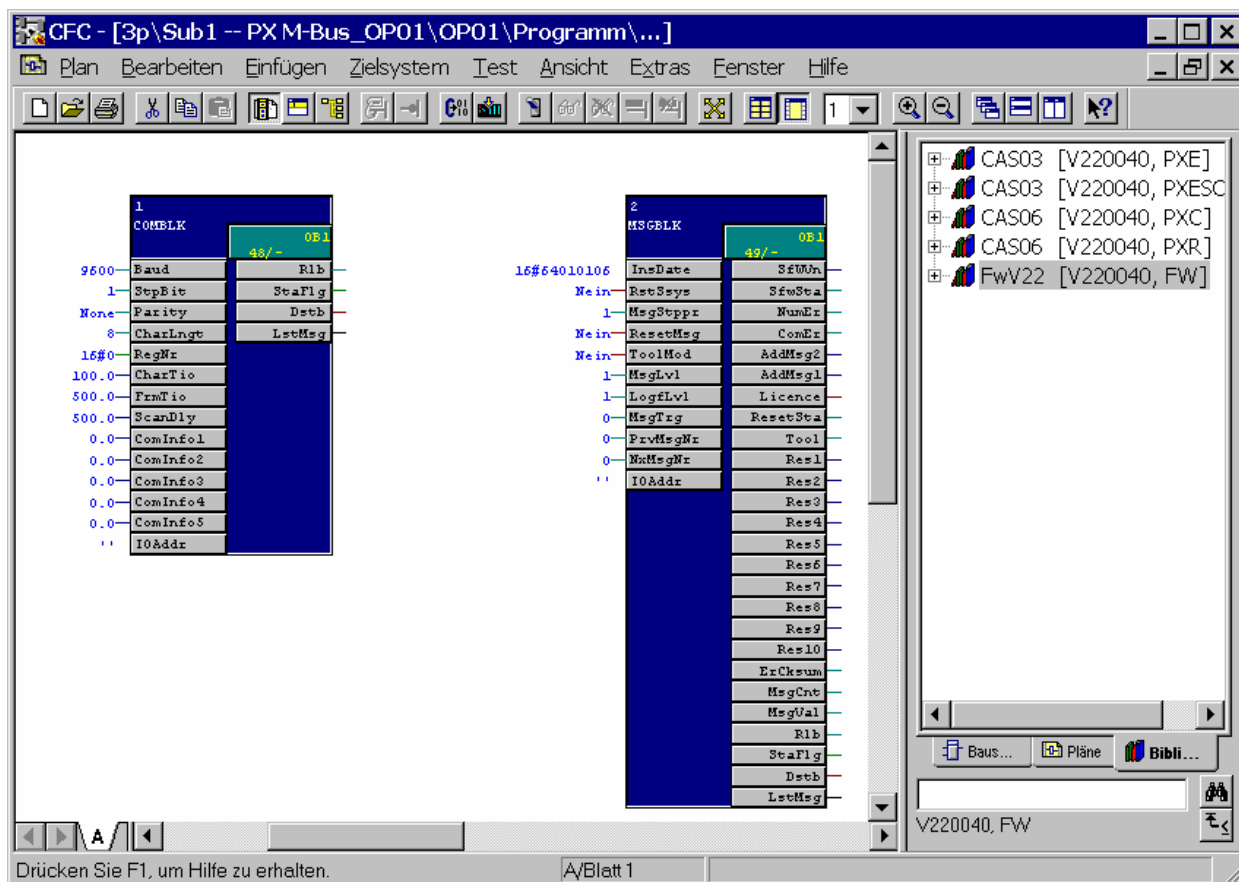 CFC - [3p\Sub1 -- PX M-Bus_OP01\OP01\Programm\...]
Plan Bearbeiten Einfügen Zielsystem Test Ansicht Extras Fenster Hilfe
1
1
COMBLK
OB1
48/-
9600 Baud Rlb
1 StpBit StaFlg
None Parity Dstb
8 CharLngt LstMsg
16#0 RegNr
100.0 CharTio
500.0 FrmTio
500.0 ScanDly
0.0 ComInfo1
0.0 ComInfo2
0.0 ComInfo3
0.0 ComInfo4
0.0 ComInfo5
'' IOAddr
2
MSGBLK
OB1
49/-
16#64010106 InsDate SfWVn
Nein RstSsys SfwSta
1 MsgStppr NumEr
Nein ResetMsg ComEr
Nein ToolMod AddMsg2
1 MsgLvl AddMsg1
1 LogfLvl Licence
0 MsgTrg ResetSta
0 PrvMsgNr Tool
0 NxMsgNr Res1
'' IOAddr Res2
Res3
Res4
Res5
Res6
Res7
Res8
Res9
Res10
ErCksum
MsgCnt
MsgVal
Rlb
StaFlg
Dstb
LstMsg
CAS03 [V220040, PXE]
CAS03 [V220040, PXESC
CAS06 [V220040, PXC]
CAS06 [V220040, PXR]
FwV22 [V220040, FW]
Baus... Pläne Bibli...
V220040, FW
A
Drücken Sie F1, um Hilfe zu erhalten. A/Blatt 1